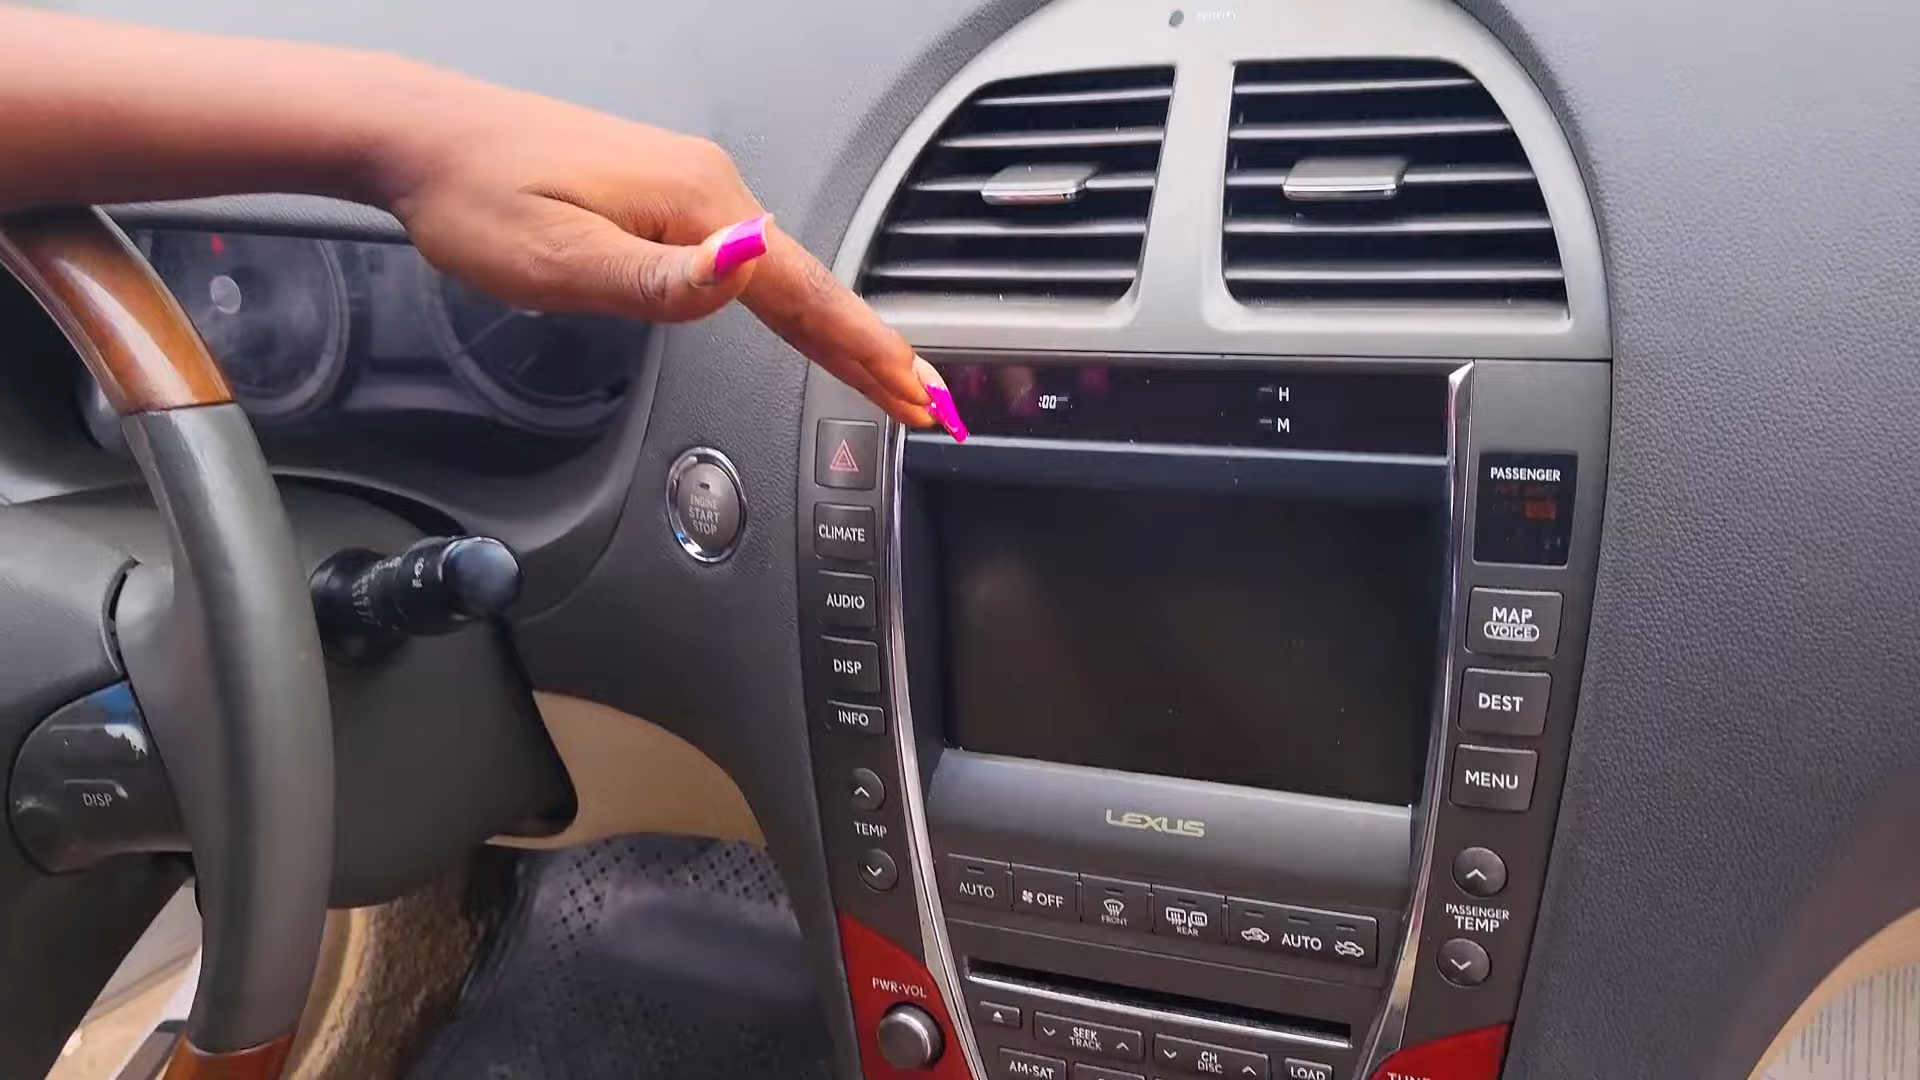 :00
H
M
PASSENGER
ENGINE
START
STOP
CLIMATE
AUDIO
DISP
INFO
MAP
VOICE
DEST
MENU
DISP
TEMP
LEXUS
AUTO
OFF
FRONT
REAR
AUTO
PASSENGER
TEMP
PWR•VOL
SEEK
TRACK
CH
DISC
AM•SAT
LOAD